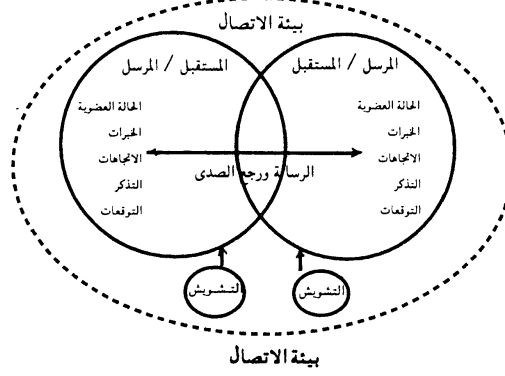 بيئة الاتصال
المرسل / المستقبل
الحالة العضوية
الخبرات
الاتجاهات
التذكر
التوقعات
المستقبل / المرسل
الحالة العضوية
الخبرات
الاتجاهات
التذكر
التوقعات
الرسالة ورجع الصدى
التشويش
التشويش
بيئة الاتصال